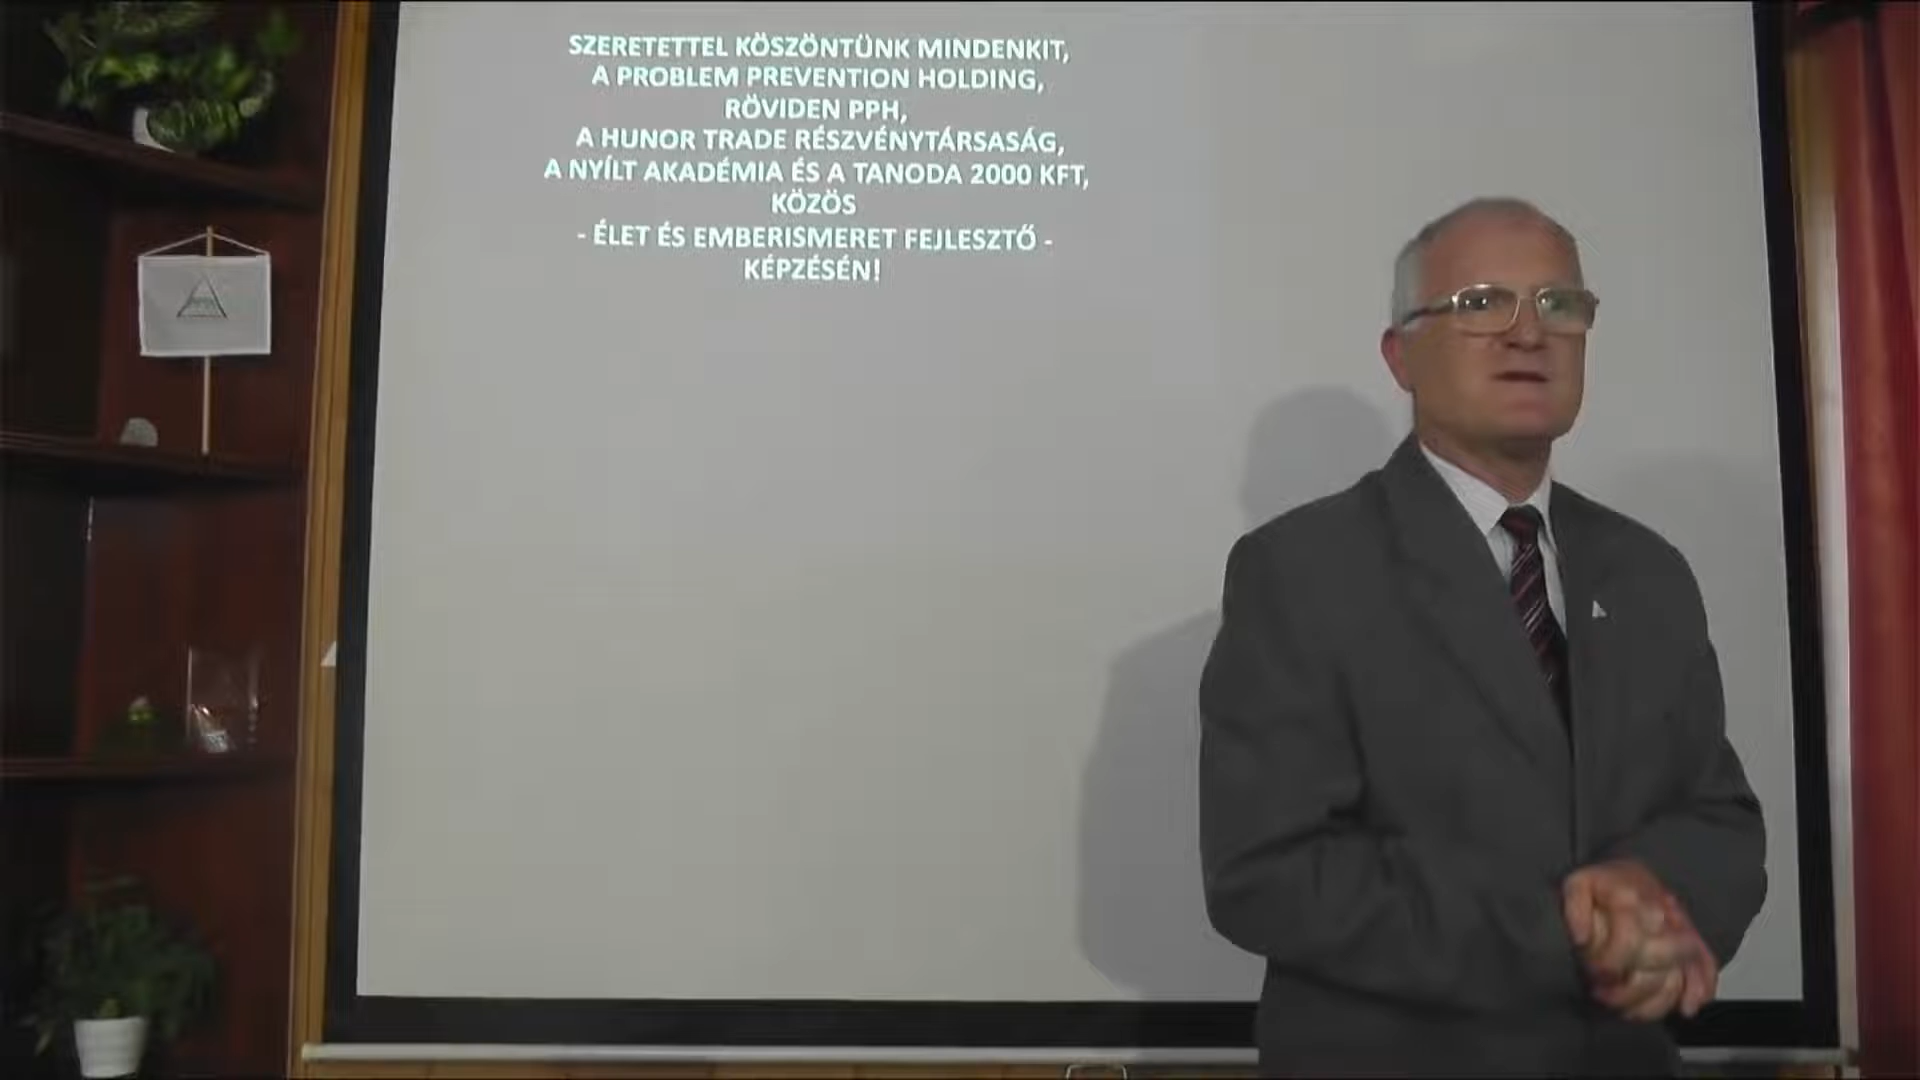 SZERETETTEL KÖSZÖNTÜNK MINDENKIT,
A PROBLEM PREVENTION HOLDING,
RÖVIDEN PPH,
A HUNOR TRADE RÉSZVÉNYTÁRSASÁG,
A NYÍLT AKADÉMIA ÉS A TANODA 2000 KFT,
KÖZÖS
- ÉLET ÉS EMBERISMERET FEJLESZTŐ -
KÉPZÉSÉN!